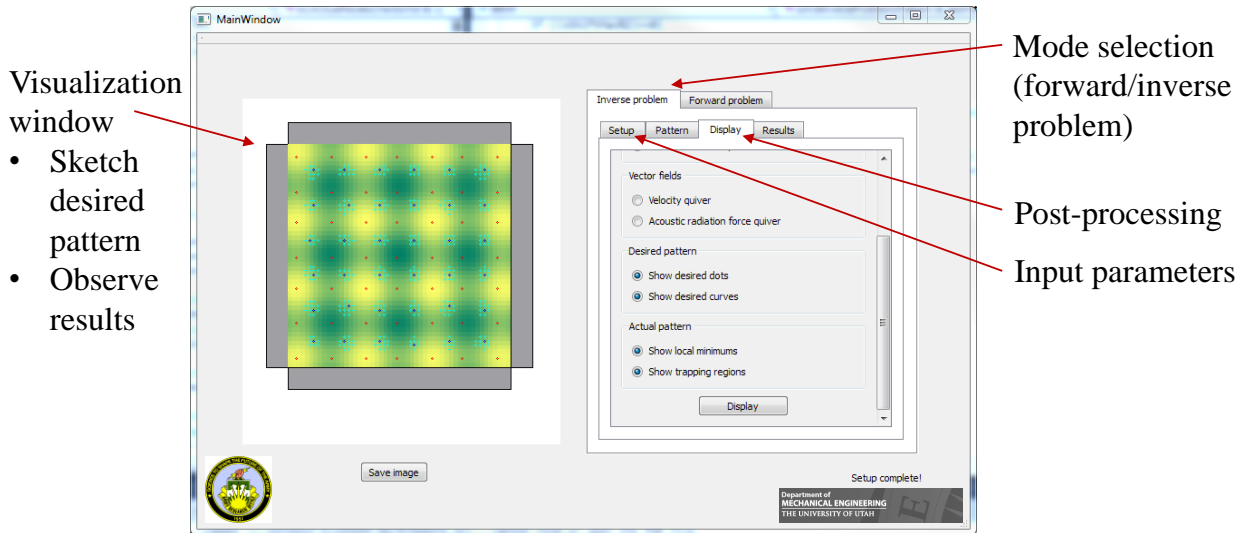 MainWindow
Visualization
window
• Sketch
desired
pattern
• Observe
results
Mode selection
(forward/inverse
problem)
Post-processing
Input parameters
Inverse problem
Forward problem
Setup
Pattern
Display
Results
Vector fields
Velocity quiver
Acoustic radiation force quiver
Desired pattern
Show desired dots
Show desired curves
Actual pattern
Show local minimums
Show trapping regions
Display
Save image
Setup complete!
Department of
MECHANICAL ENGINEERING
THE UNIVERSITY OF UTAH